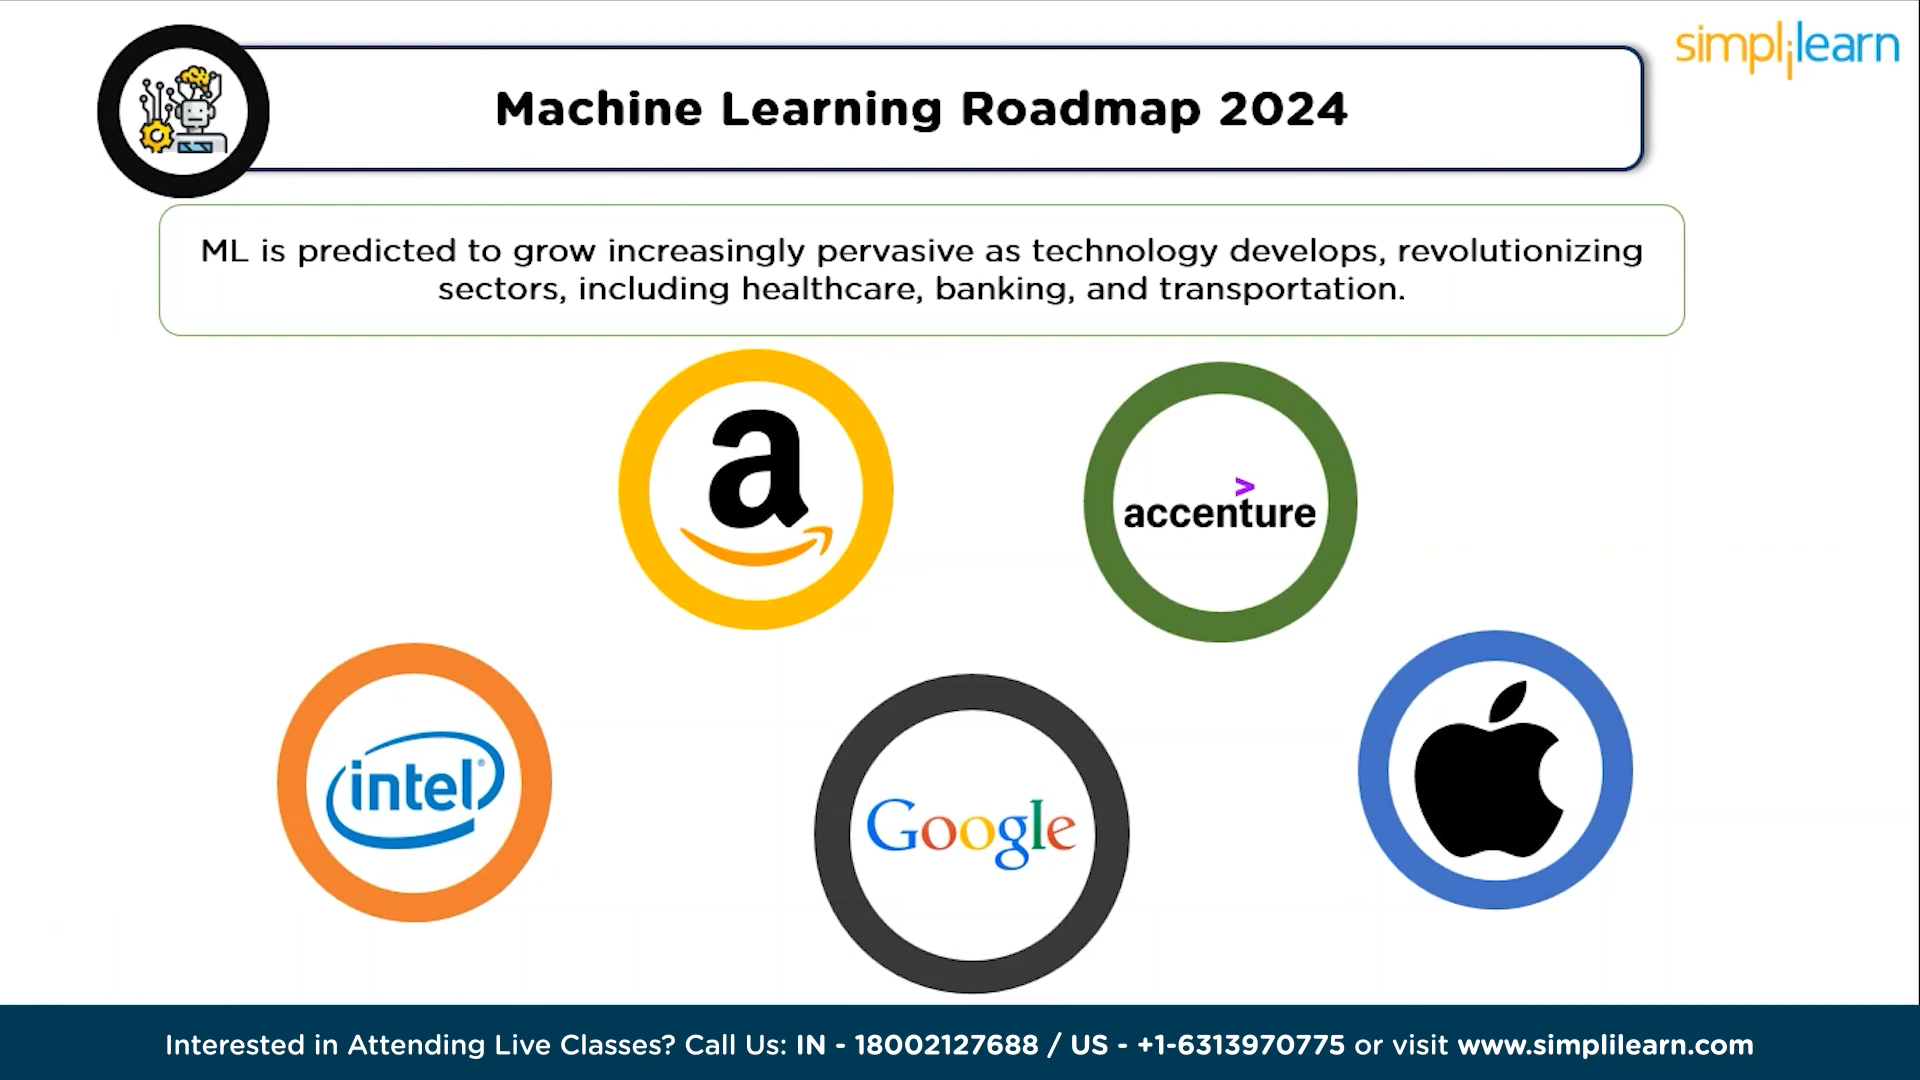 simplilearn
Machine Learning Roadmap 2024
ML is predicted to grow increasingly pervasive as technology develops, revolutionizing
sectors, including healthcare, banking, and transportation.
a
accenture
intel®
Google
Interested in Attending Live Classes? Call Us: IN - 18002127688 / US - +1-6313970775 or visit www.simplilearn.com